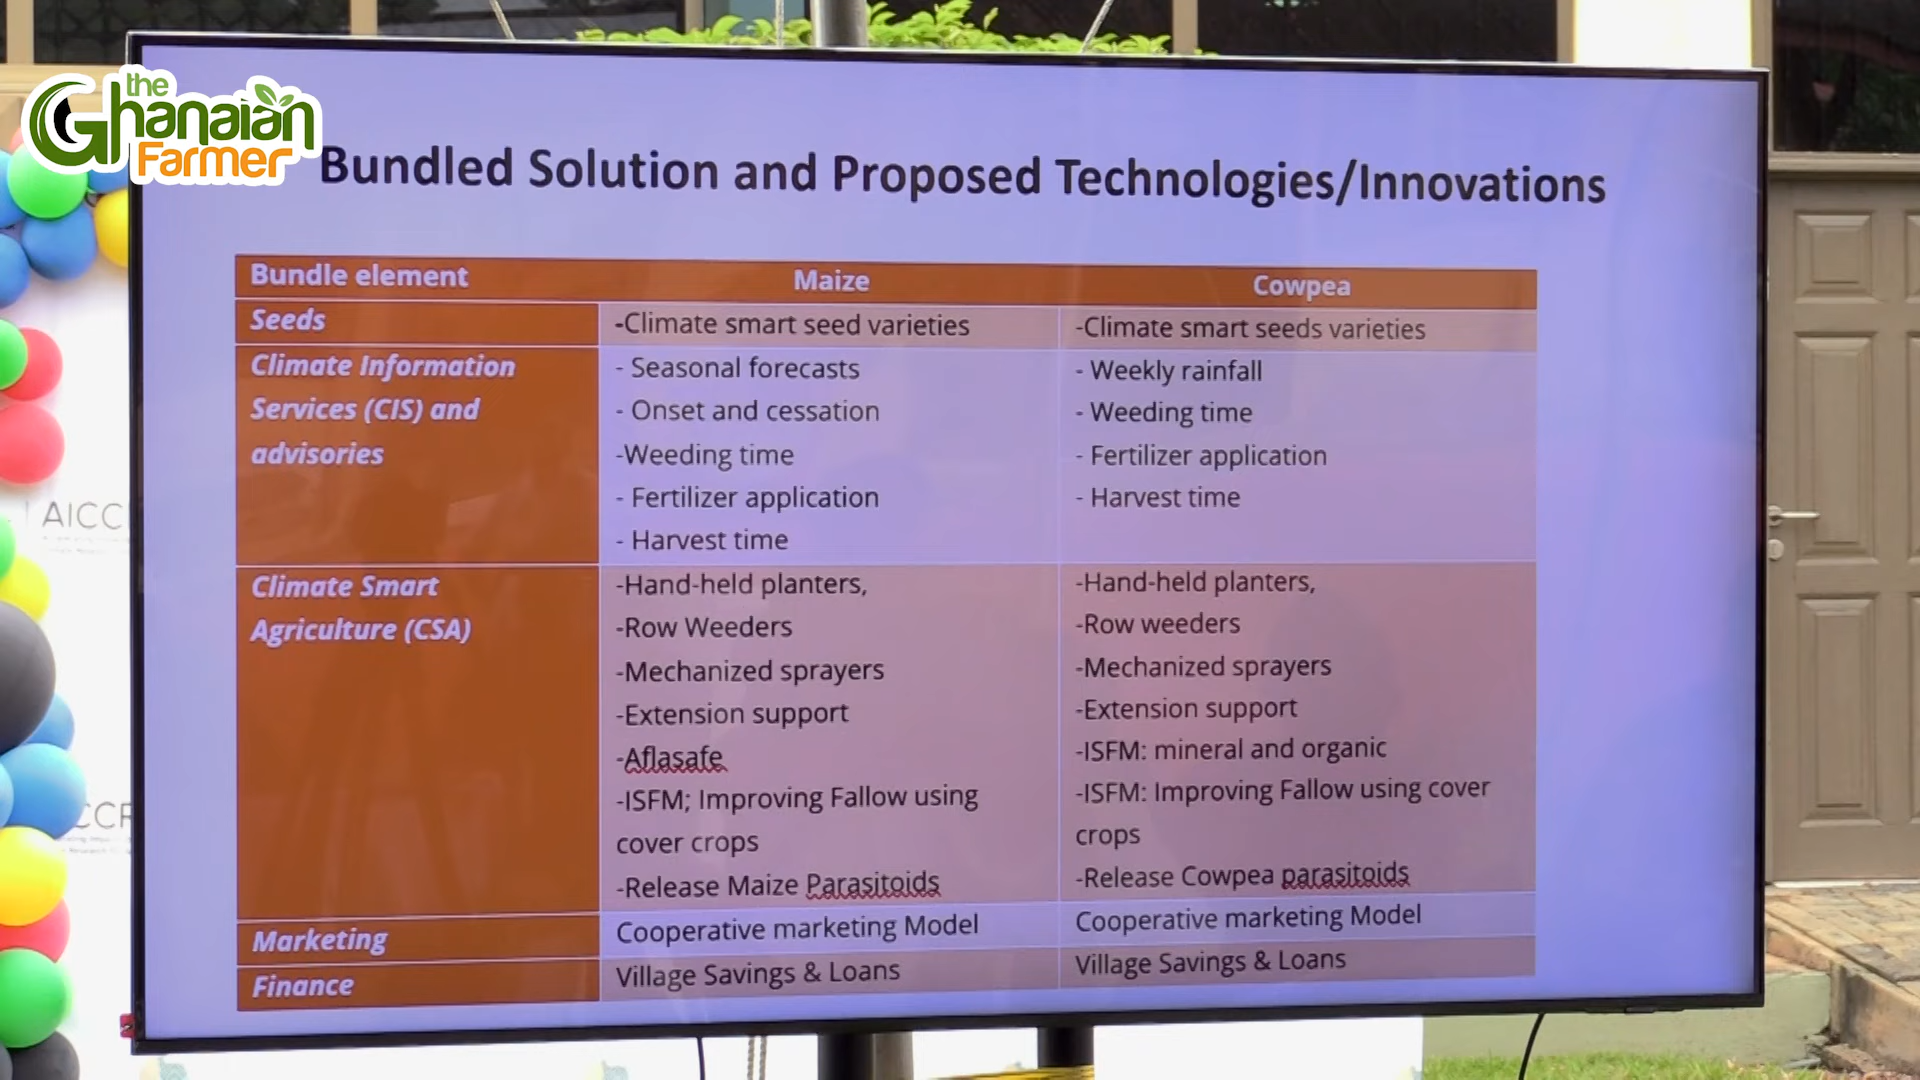 the
Ghanaian
Farmer
Bundled Solution and Proposed Technologies/Innovations
Bundle element
Maize
Cowpea
Seeds
-Climate smart seed varieties
-Climate smart seeds varieties
Climate Information
Services (CIS) and
advisories
- Seasonal forecasts
- Onset and cessation
-Weeding time
- Fertilizer application
- Harvest time
- Weekly rainfall
- Weeding time
- Fertilizer application
- Harvest time
Climate Smart
Agriculture (CSA)
-Hand-held planters,
-Row Weeders
-Mechanized sprayers
-Extension support
-Aflasafe
-ISFM; Improving Fallow using
cover crops
-Release Maize Parasitoids
-Hand-held planters,
-Row weeders
-Mechanized sprayers
-Extension support
-ISFM: mineral and organic
-ISFM: Improving Fallow using cover
crops
-Release Cowpea parasitoids
Marketing
Cooperative marketing Model
Cooperative marketing Model
Finance
Village Savings & Loans
Village Savings & Loans
AICC
CCR